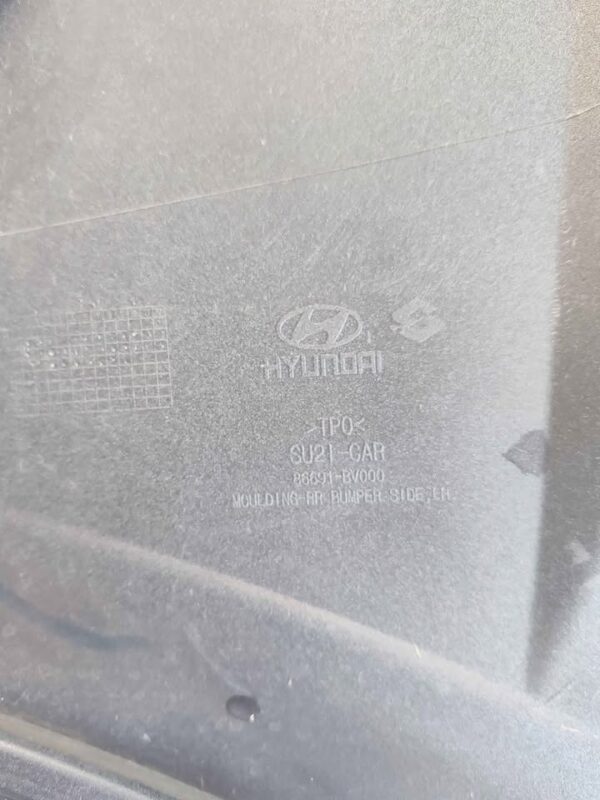 HYUNDAI
>TPO<
SU2I-CAR
86691-BV000
MOULDING-RR BUMPER SIDE,LH